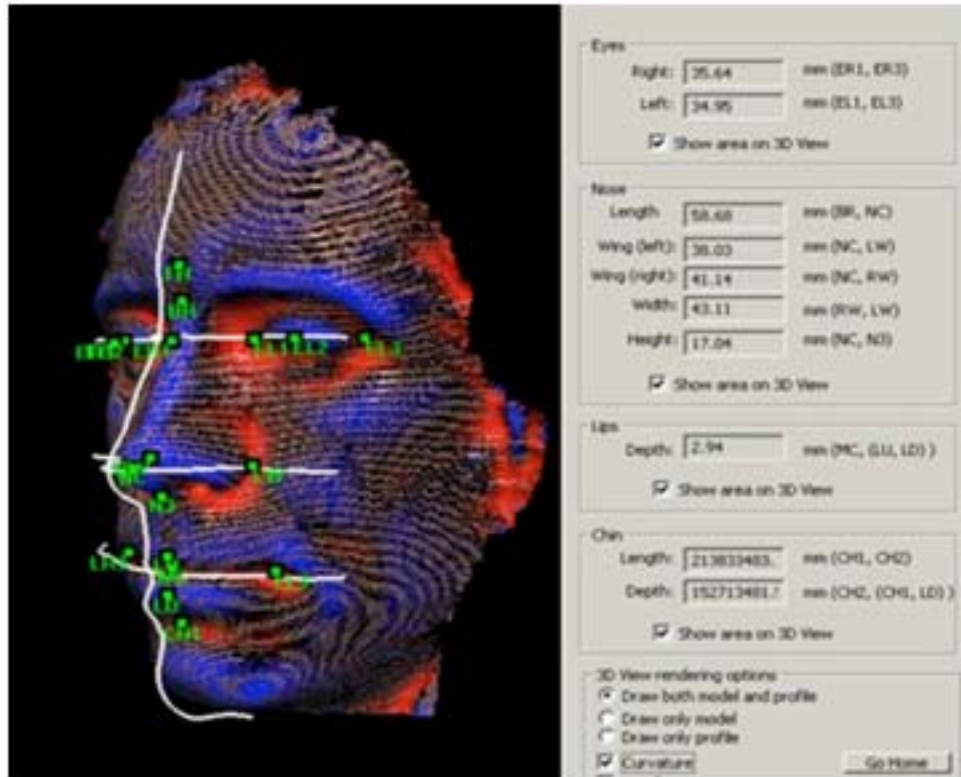 Eyes
Right: 35.64 mm (ER1, ER3)
Left: 34.95 mm (EL1, EL3)
Show area on 3D View
Nose
Length 58.68 mm (BR, NC)
Wing (left): 38.03 mm (NC, LW)
Wing (right): 41.14 mm (NC, RW)
Width: 43.11 mm (RW, LW)
Height: 17.04 mm (NC, N3)
Show area on 3D View
Lips
Depth: 2.94 mm (MC, (LU, LD) )
Show area on 3D View
Chin
Length: 213833483. mm (CH1, CH2)
Depth: 152713481. mm (CH2, (CH1, LD) )
Show area on 3D View
3D View rendering options
Draw both model and profile
Draw only model
Draw only profile
Curvature
Go Home
N3
LD